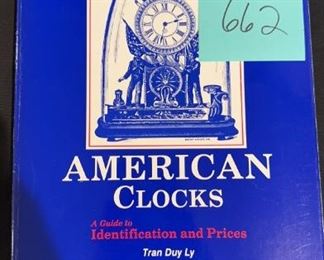 662
AMERICAN
CLOCKS
A Guide to
Identification and Prices
Tran Duy Ly